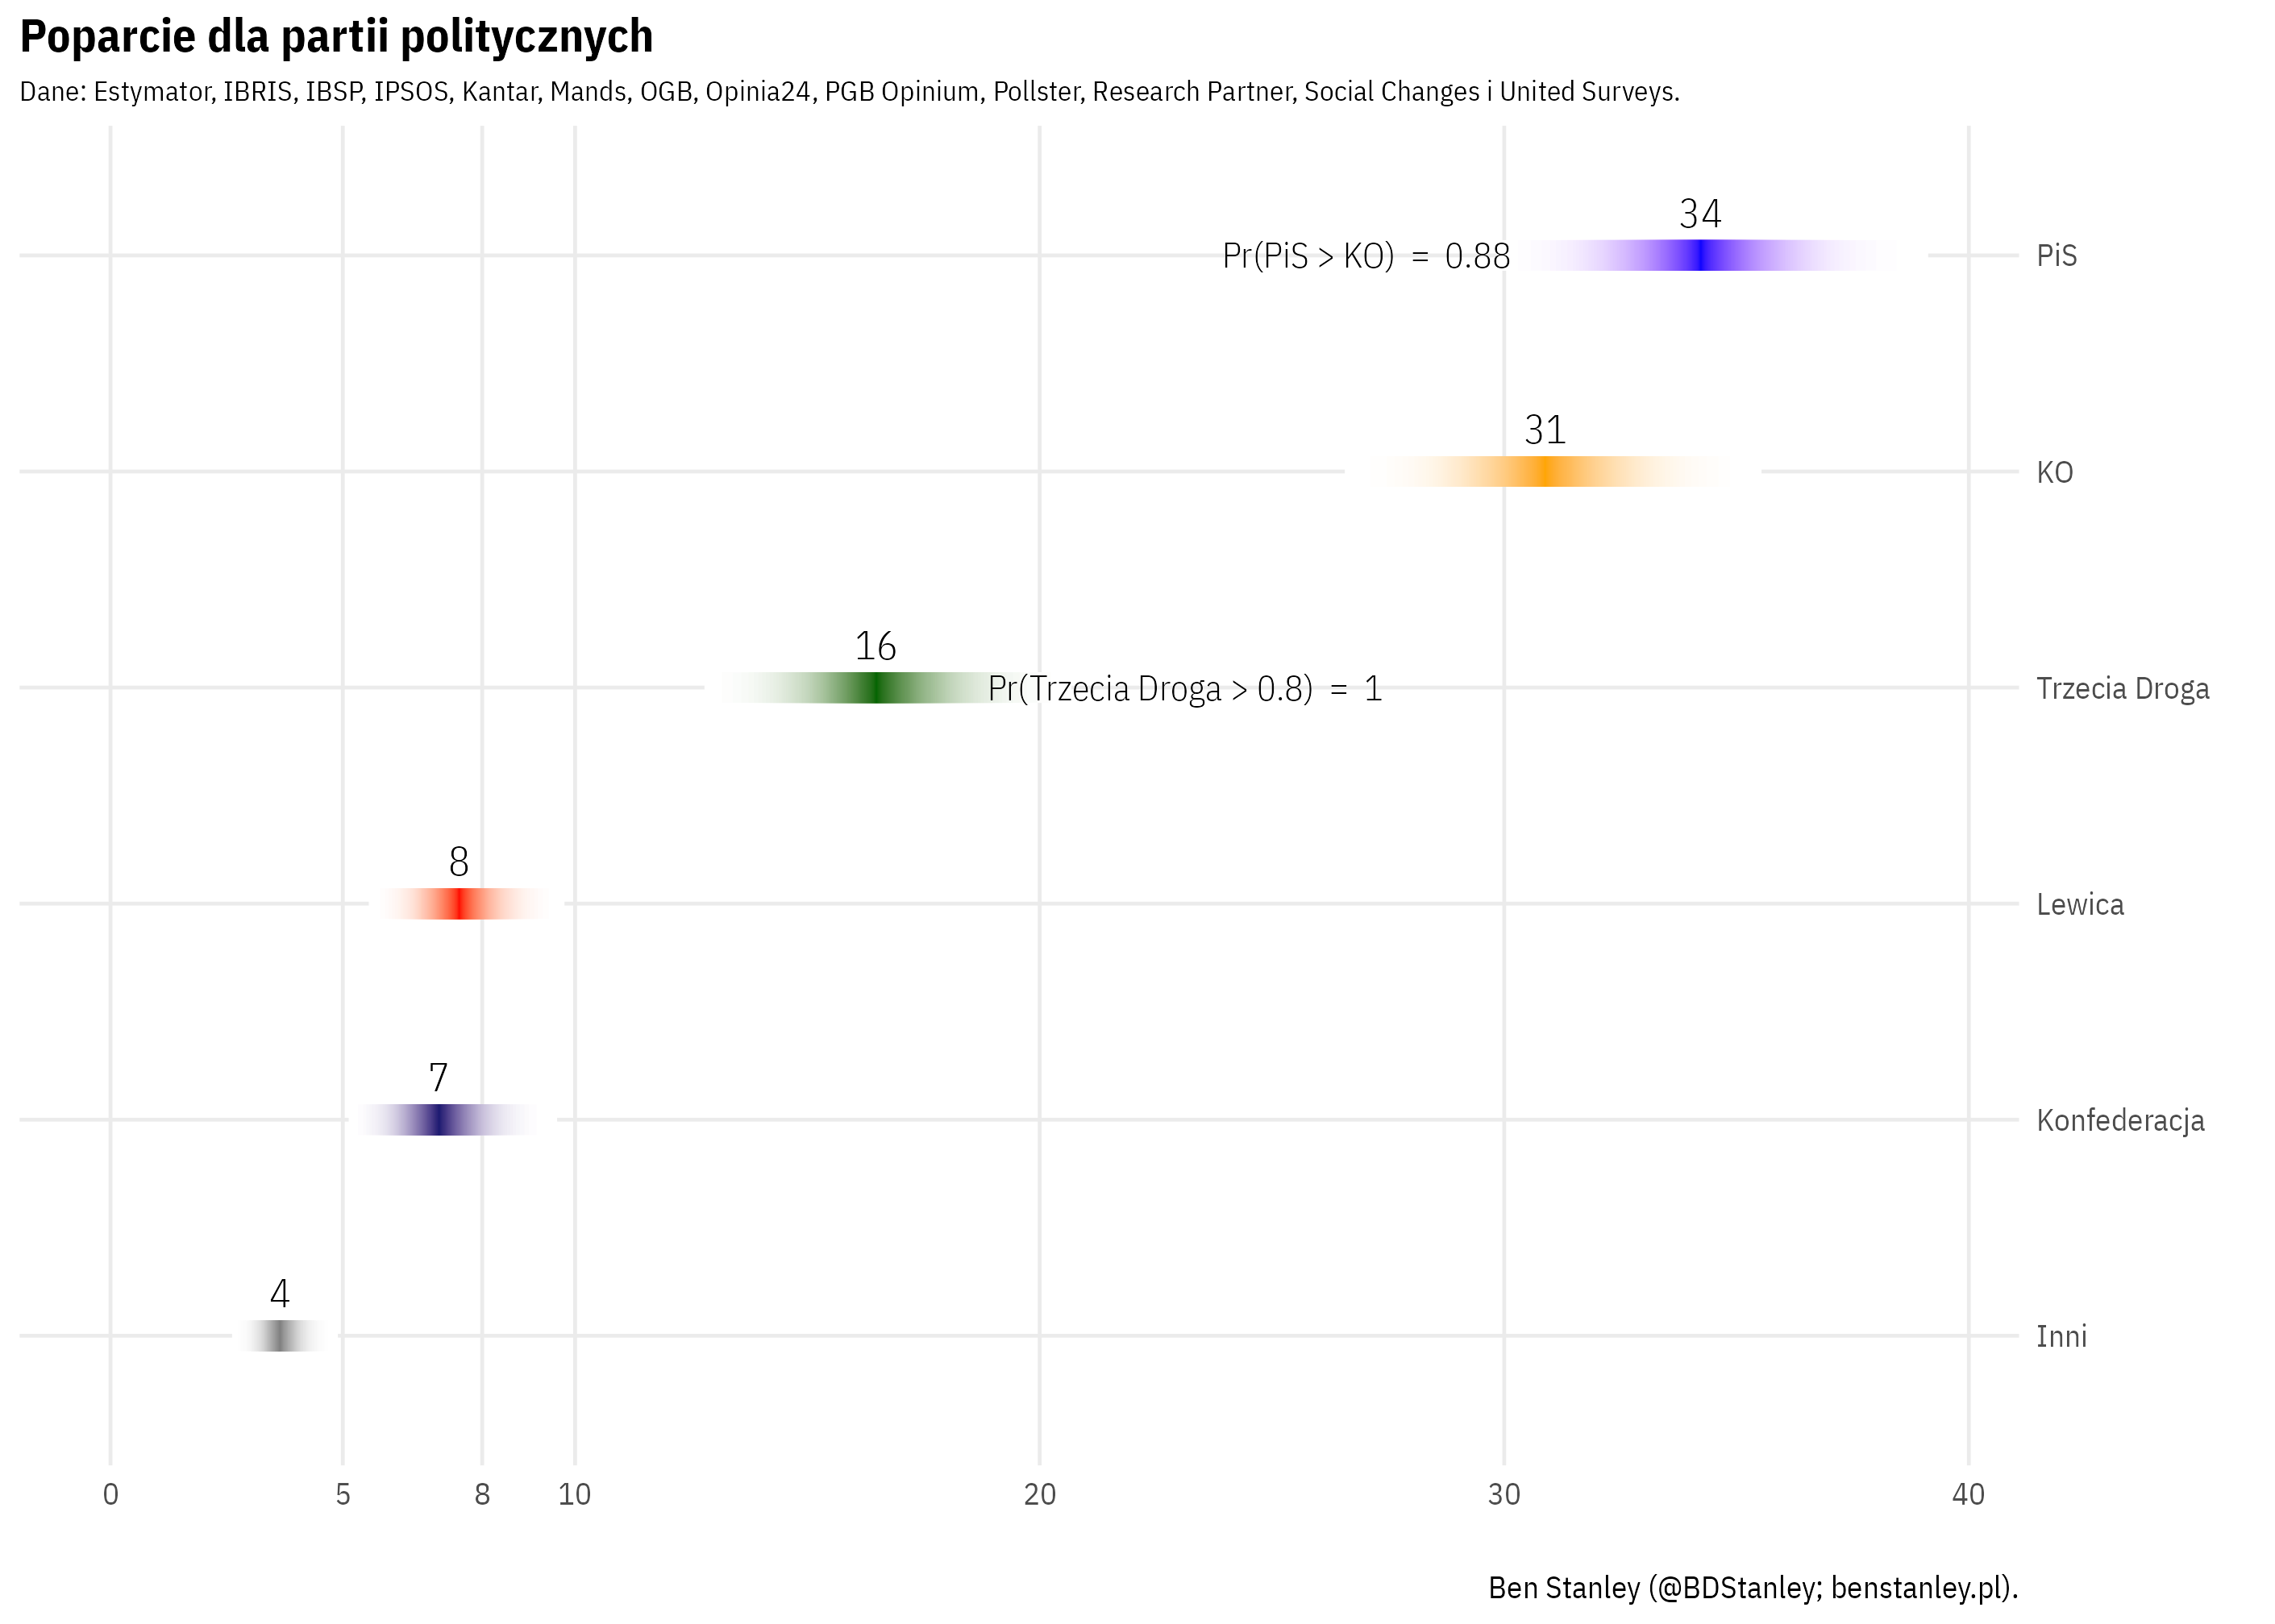 Poparcie dla partii politycznych
Dane: Estymator, IBRIS, IBSP, IPSOS, Kantar, Mands, OGB, Opinia24, PGB Opinium, Pollster, Research Partner, Social Changes i United Surveys.
34
Pr(PiS > KO) = 0.88
PiS
31
KO
16
Pr(Trzecia Droga > 0.8) = 1
Trzecia Droga
8
Lewica
7
Konfederacja
4
Inni
0 5 8 10 20 30 40
Ben Stanley (@BDStanley; benstanley.pl).